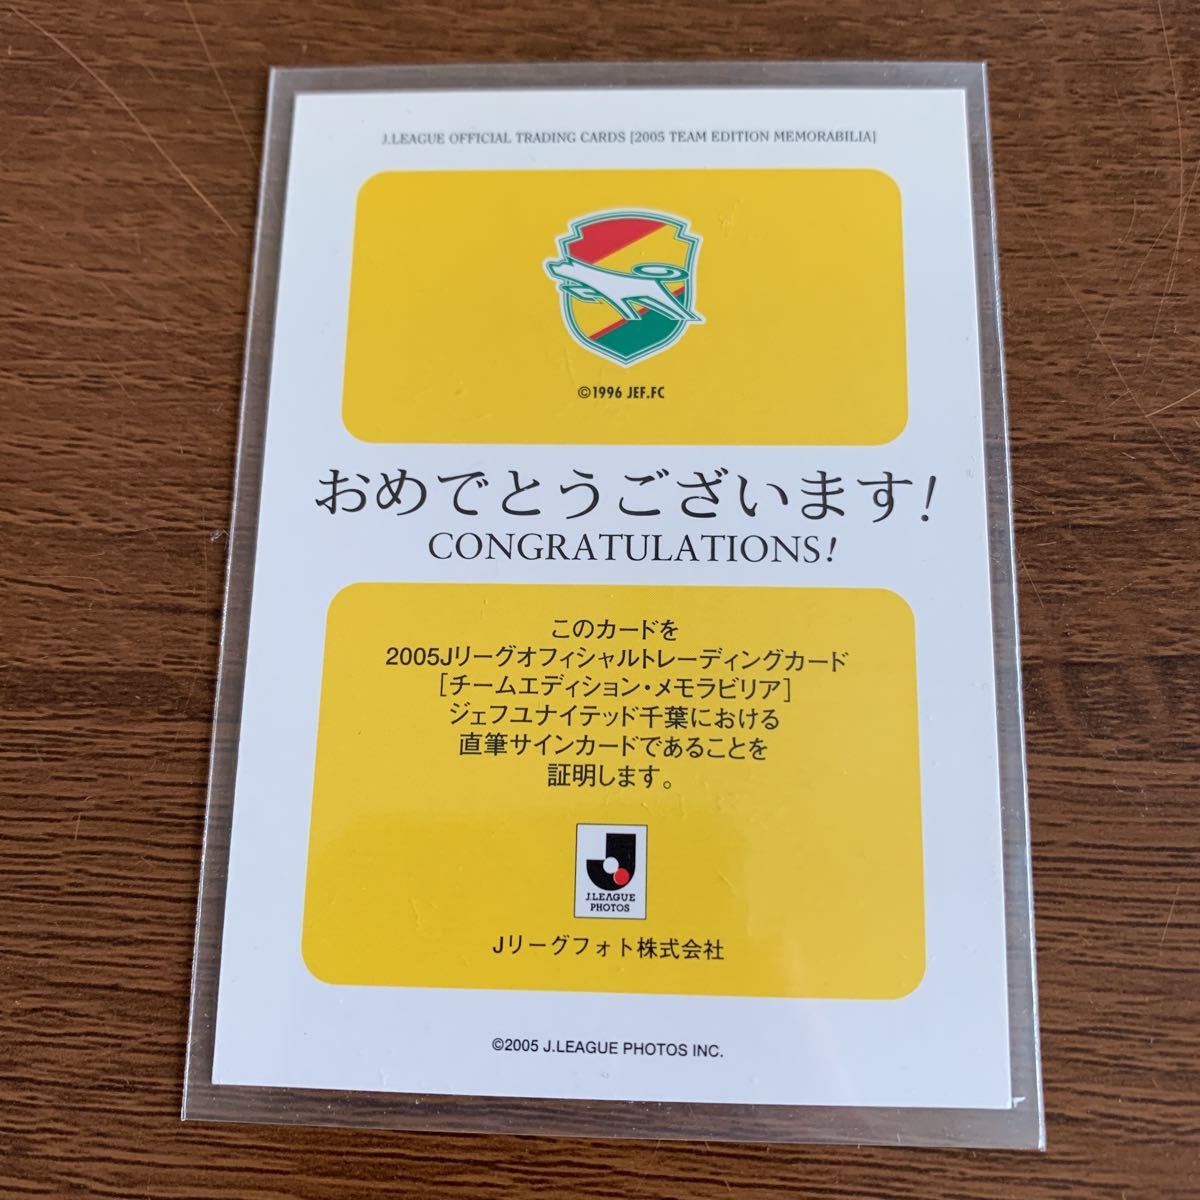 J.LEAGUE OFFICIAL TRADING CARDS [2005 TEAM EDITION MEMORABILIA]
©1996 JEF.FC
おめでとうございます!
CONGRATULATIONS!
このカードを
2005Jリーグオフィシャルトレーディングカード
[チームエディション・メモラビリア]
ジェフユナイテッド千葉における
直筆サインカードであることを
証明します。
J.LEAGUE
PHOTOS
Jリーグフォト株式会社
©2005 J.LEAGUE PHOTOS INC.